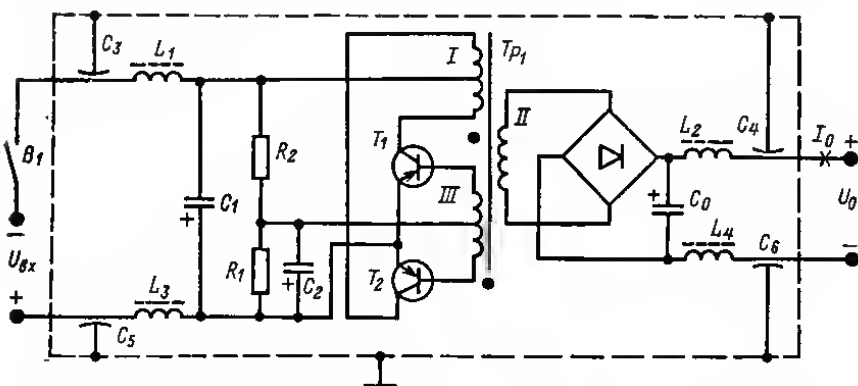 C3
L1
I
Tp1
B1
R2
T1
II
L2
C4
I0
+
C1
+
III
+
C0
U0
−
Uвх
+
R1
+
C2
T2
L4
C6
−
L3
C5